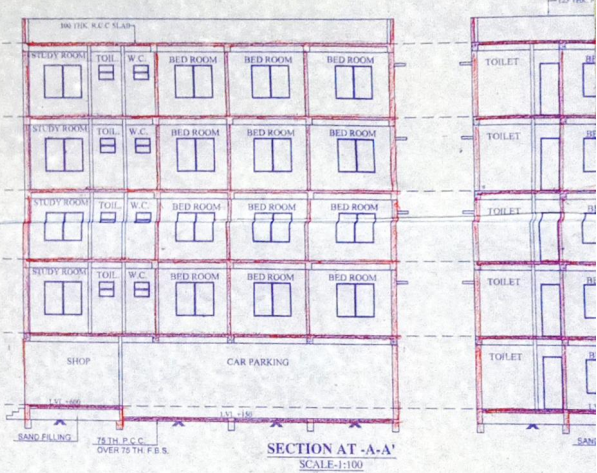 100 THK. R.C.C SLAB
STUDY ROOM TOIL. W.C. BED ROOM BED ROOM BED ROOM TOILET
STUDY ROOM TOIL. W.C. BED ROOM BED ROOM BED ROOM TOILET
STUDY ROOM TOIL. W.C. BED ROOM BED ROOM BED ROOM TOILET
STUDY ROOM TOIL. W.C. BED ROOM BED ROOM BED ROOM TOILET
SHOP CAR PARKING TOILET
LVL +600
LVL +150
SAND FILLING
75 TH. P.C.C.
OVER 75 TH. F.B.S.
SECTION AT -A-A'
SCALE-1:100